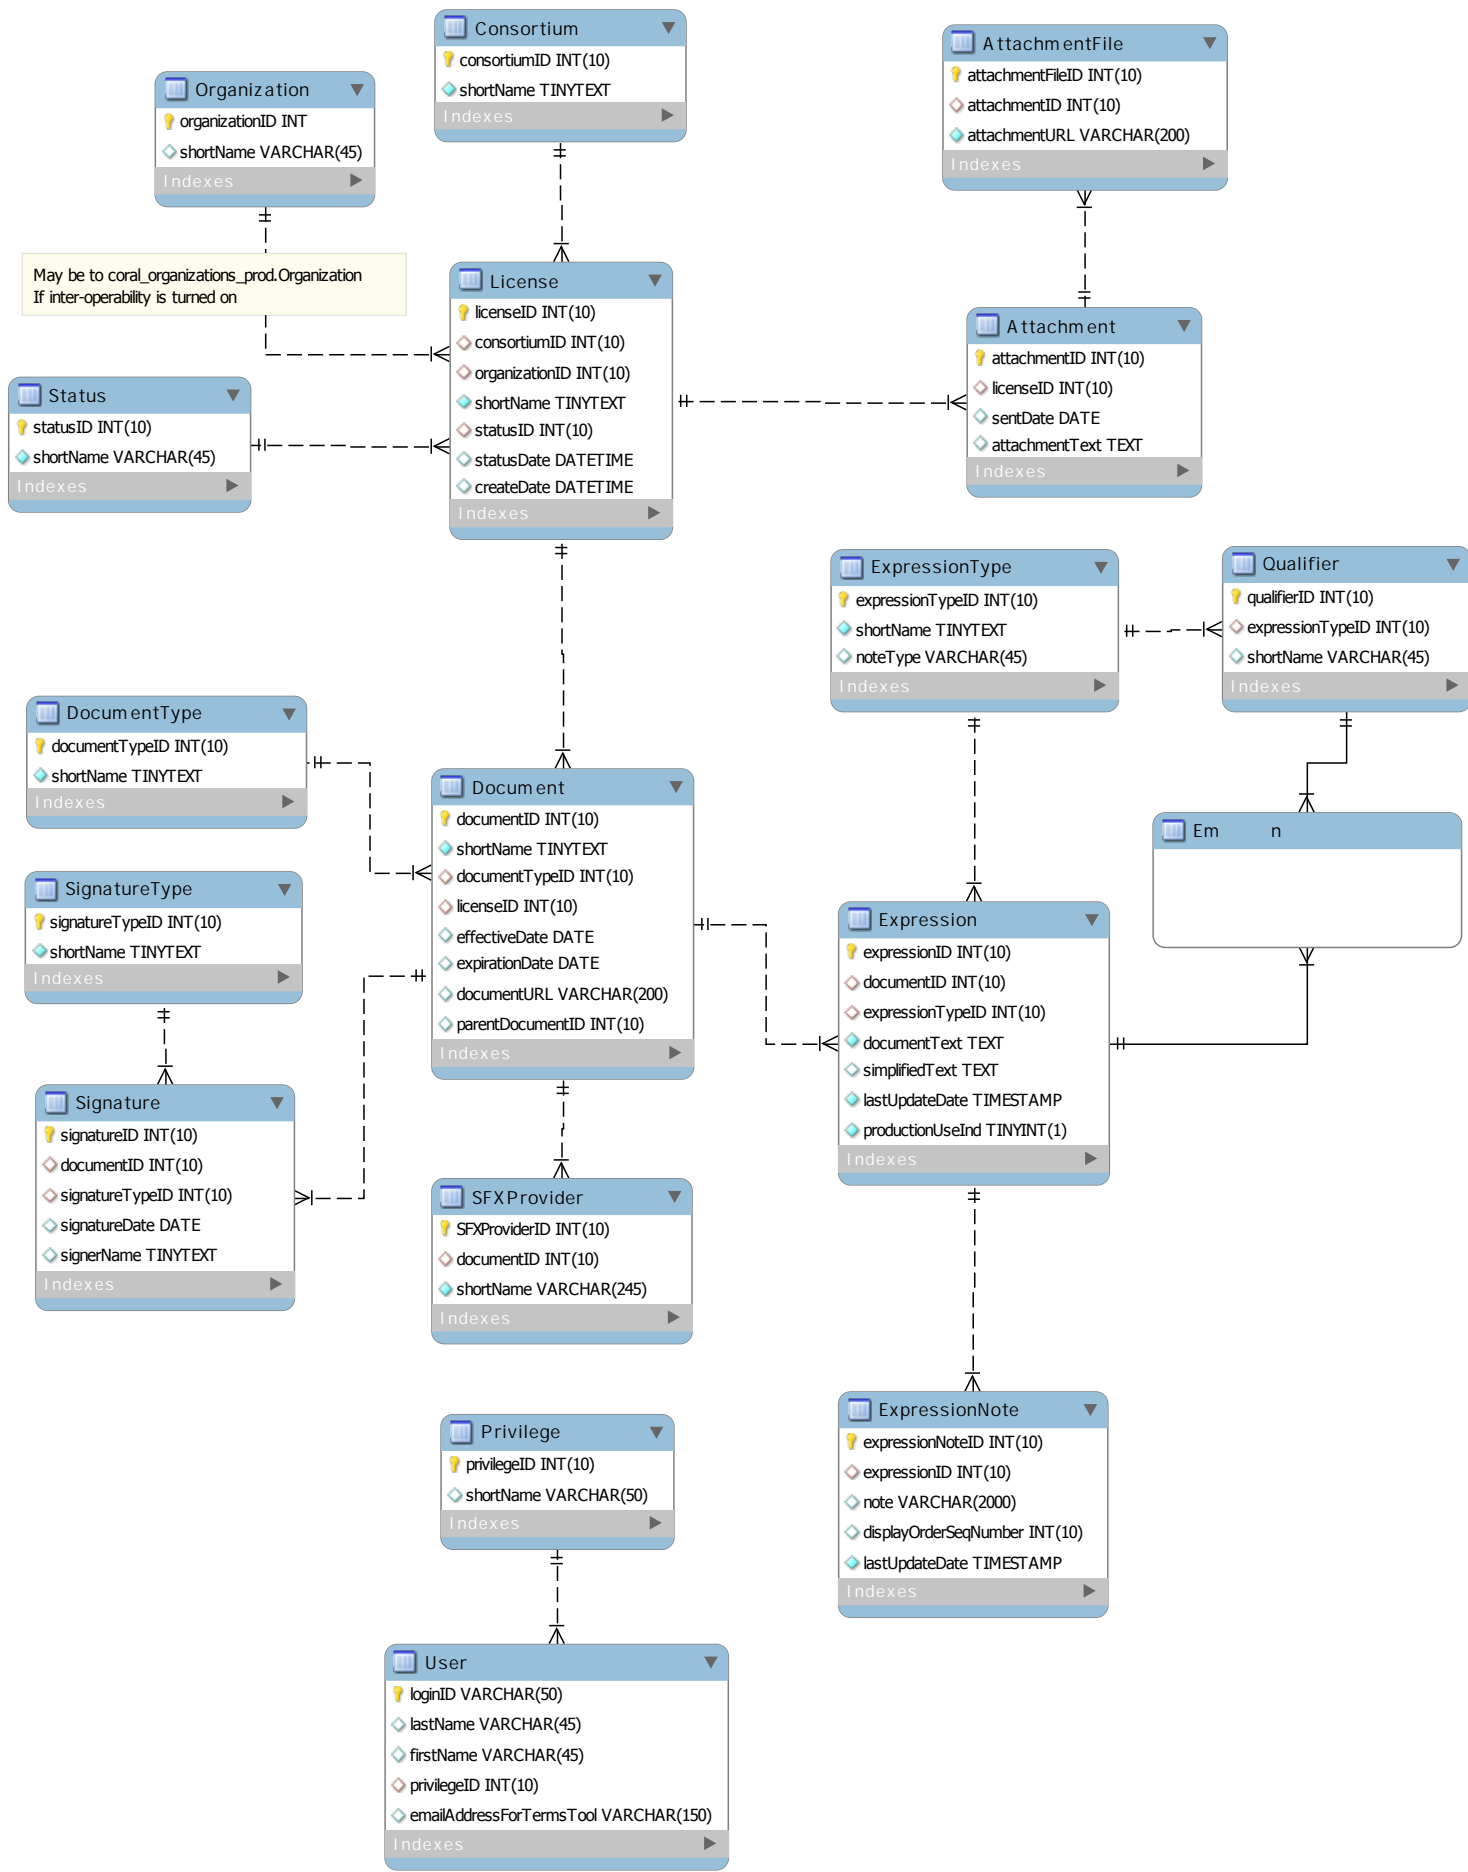 Consortium
consortiumID INT(10)
shortName TINYTEXT
Indexes
AttachmentFile
attachmentFileID INT(10)
attachmentID INT(10)
attachmentURL VARCHAR(200)
Indexes
Organization
organizationID INT
shortName VARCHAR(45)
Indexes
May be to coral_organizations_prod.Organization
If inter-operability is turned on
License
licenseID INT(10)
consortiumID INT(10)
organizationID INT(10)
shortName TINYTEXT
statusID INT(10)
statusDate DATETIME
createDate DATETIME
Indexes
Attachment
attachmentID INT(10)
licenseID INT(10)
sentDate DATE
attachmentText TEXT
Indexes
Status
statusID INT(10)
shortName VARCHAR(45)
Indexes
ExpressionType
expressionTypeID INT(10)
shortName TINYTEXT
noteType VARCHAR(45)
Indexes
Qualifier
qualifierID INT(10)
expressionTypeID INT(10)
shortName VARCHAR(45)
Indexes
DocumentType
documentTypeID INT(10)
shortName TINYTEXT
Indexes
Document
documentID INT(10)
shortName TINYTEXT
documentTypeID INT(10)
licenseID INT(10)
effectiveDate DATE
expirationDate DATE
documentURL VARCHAR(200)
parentDocumentID INT(10)
Indexes
Em n
SignatureType
signatureTypeID INT(10)
shortName TINYTEXT
Indexes
Expression
expressionID INT(10)
documentID INT(10)
expressionTypeID INT(10)
documentText TEXT
simplifiedText TEXT
lastUpdateDate TIMESTAMP
productionUseInd TINYINT(1)
Indexes
Signature
signatureID INT(10)
documentID INT(10)
signatureTypeID INT(10)
signatureDate DATE
signerName TINYTEXT
Indexes
SFXProvider
SFXProviderID INT(10)
documentID INT(10)
shortName VARCHAR(245)
Indexes
ExpressionNote
expressionNoteID INT(10)
expressionID INT(10)
note VARCHAR(2000)
displayOrderSeqNumber INT(10)
lastUpdateDate TIMESTAMP
Indexes
Privilege
privilegeID INT(10)
shortName VARCHAR(50)
Indexes
User
loginID VARCHAR(50)
lastName VARCHAR(45)
firstName VARCHAR(45)
privilegeID INT(10)
emailAddressForTermsTool VARCHAR(150)
Indexes